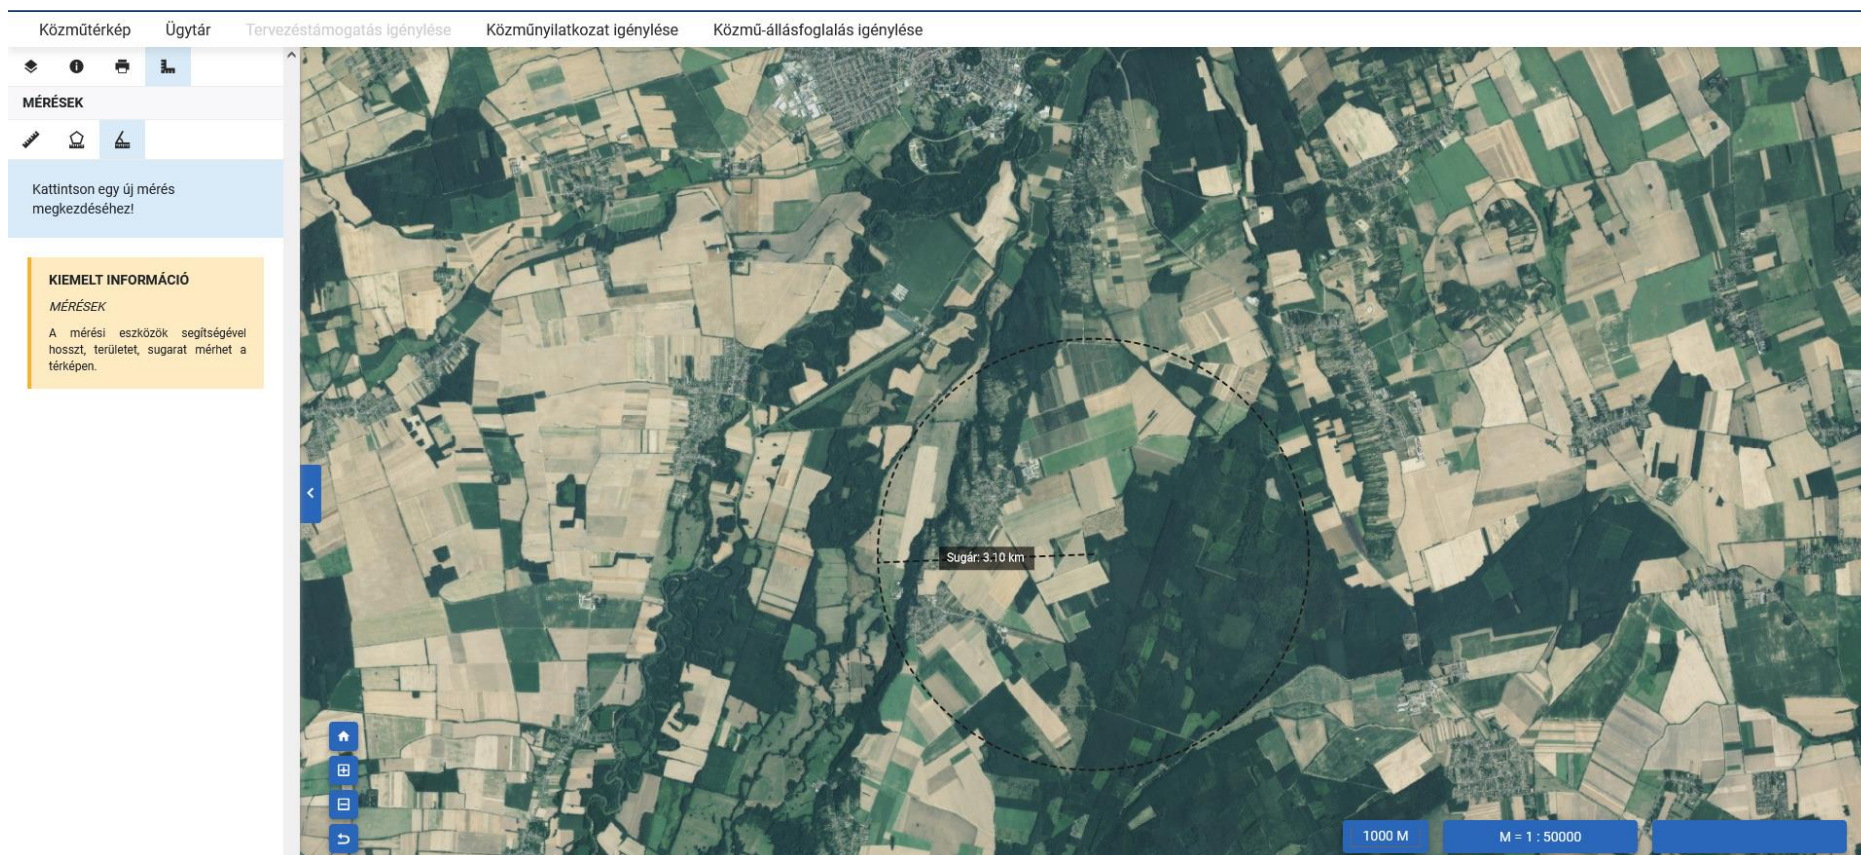 Közműtérkép Ügytár Tervezéstámogatás igénylése Közműnyilatkozat igénylése Közmű-állásfoglalás igénylése
MÉRÉSEK
Kattintson egy új mérés
megkezdéséhez!
KIEMELT INFORMÁCIÓ
MÉRÉSEK
A mérési eszközök segítségével
hosszt, területet, sugarat mérhet a
térképen.
Sugár: 3.10 km
1000 M
M = 1 : 50000